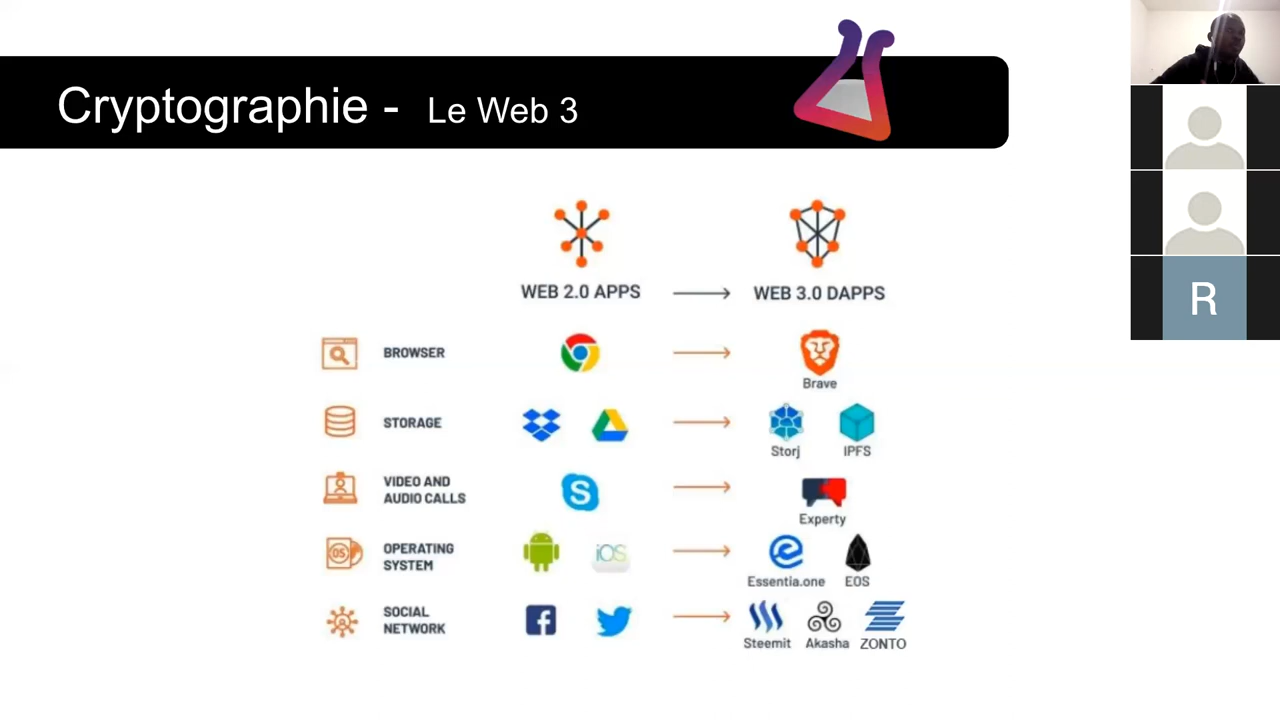 Cryptographie - Le Web 3
WEB 2.0 APPS
WEB 3.0 DAPPS
BROWSER
Brave
STORAGE
Storj
IPFS
VIDEO AND
AUDIO CALLS
S
Experty
OS
OPERATING
SYSTEM
iOS
Essentia.one
EOS
SOCIAL
NETWORK
f
Steemit
Akasha
ZONTO
R